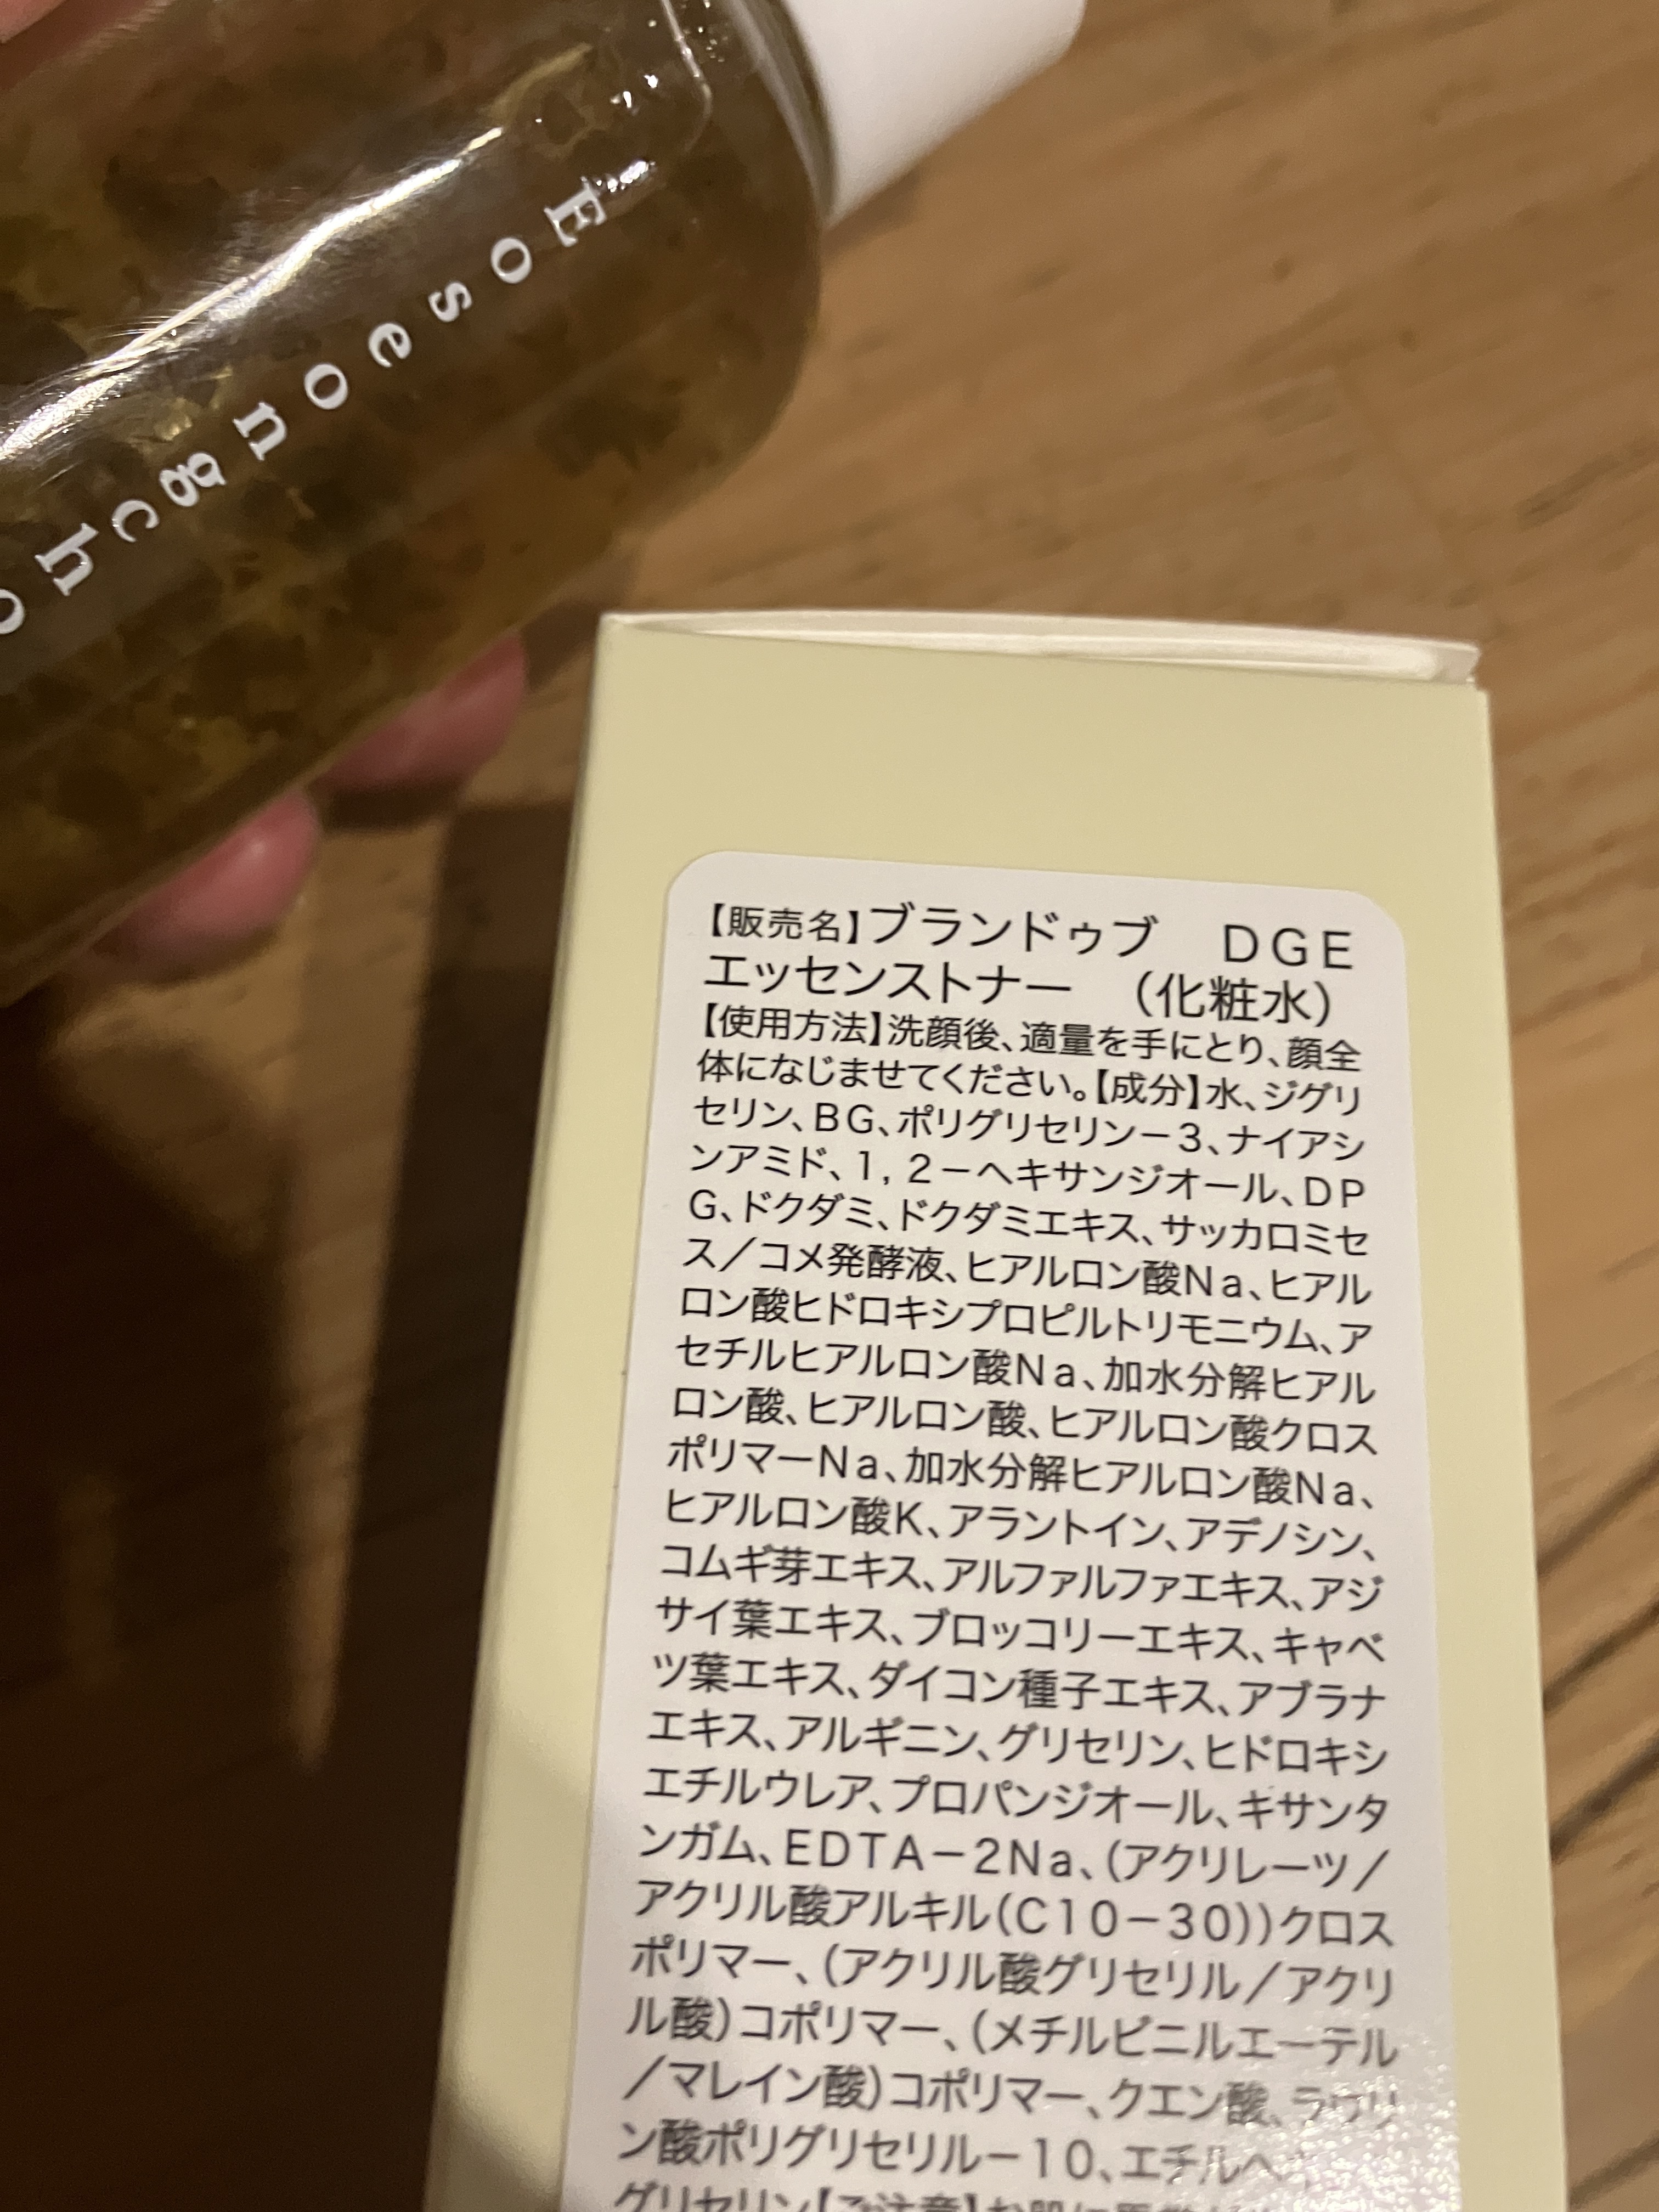 Eoseongcho
【販売名】ブランドゥブ　DGE
エッセンストナー　（化粧水）
【使用方法】洗顔後、適量を手にとり、顔全
体になじませてください。【成分】水、ジグリ
セリン、BG、ポリグリセリン－3、ナイアシ
ンアミド、1，2－ヘキサンジオール、DP
G、ドクダミ、ドクダミエキス、サッカロミセ
ス／コメ発酵液、ヒアルロン酸Na、ヒアル
ロン酸ヒドロキシプロピルトリモニウム、ア
セチルヒアルロン酸Na、加水分解ヒアル
ロン酸、ヒアルロン酸、ヒアルロン酸クロス
ポリマーNa、加水分解ヒアルロン酸Na、
ヒアルロン酸K、アラントイン、アデノシン、
コムギ芽エキス、アルファルファエキス、アジ
サイ葉エキス、ブロッコリーエキス、キャベ
ツ葉エキス、ダイコン種子エキス、アブラナ
エキス、アルギニン、グリセリン、ヒドロキシ
エチルウレア、プロパンジオール、キサンタ
ンガム、EDTA－2Na、（アクリレーツ／
アクリル酸アルキル（C10－30））クロス
ポリマー、（アクリル酸グリセリル／アクリ
ル酸）コポリマー、（メチルビニルエーテル
／マレイン酸）コポリマー、クエン酸、ラウリ
ン酸ポリグリセリル－10、エチルヘ
グリセリン【ご注意】お肌に